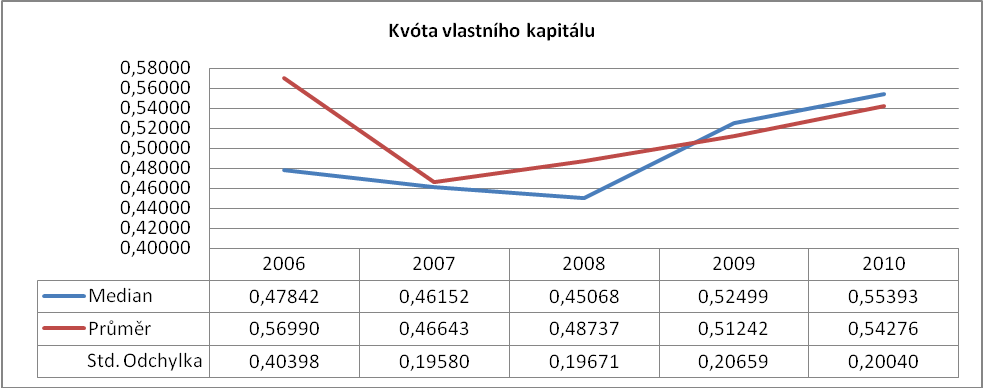 Kvóta vlastního kapitálu
0,58000
0,56000
0,54000
0,52000
0,50000
0,48000
0,46000
0,44000
0,42000
0,40000
2006 2007 2008 2009 2010
Median 0,47842 0,46152 0,45068 0,52499 0,55393
Průměr 0,56990 0,46643 0,48737 0,51242 0,54276
Std. Odchylka 0,40398 0,19580 0,19671 0,20659 0,20040